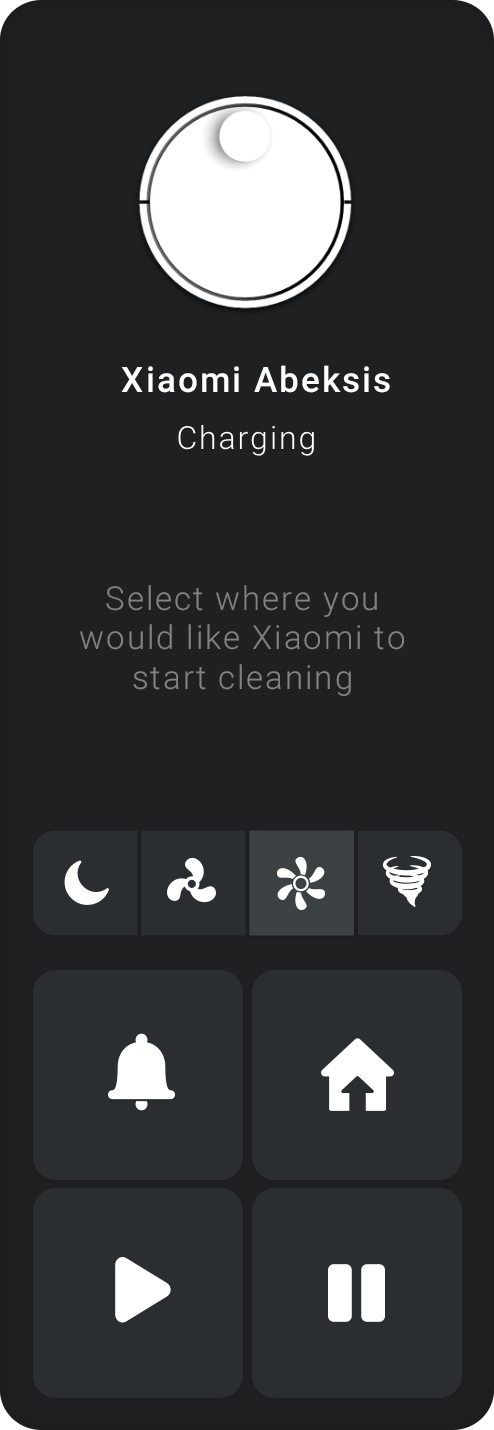 Xiaomi Abeksis
Charging
Select where you
would like Xiaomi to
start cleaning